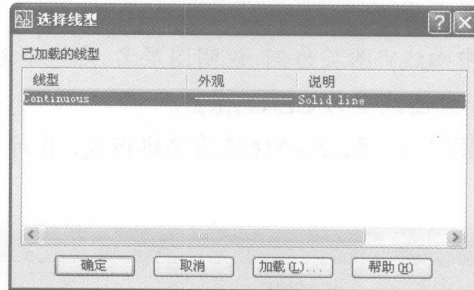 选择线型
已加载的线型
线型 外观 说明
Continuous Solid line
确定 取消 加载(L)... 帮助(H)